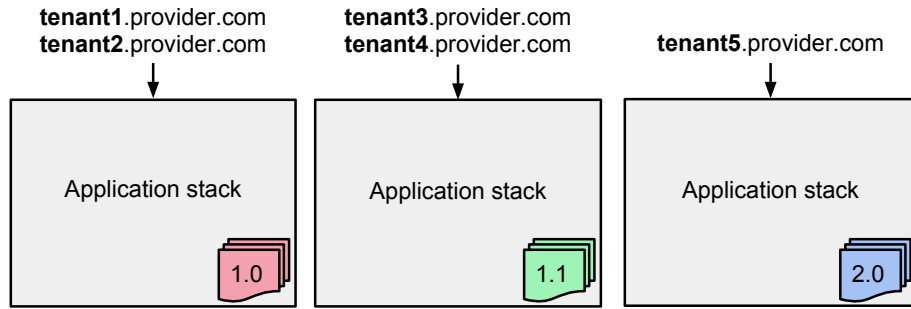 tenant1.provider.com
tenant2.provider.com
tenant3.provider.com
tenant4.provider.com
tenant5.provider.com
Application stack
Application stack
Application stack
1.0
1.1
2.0